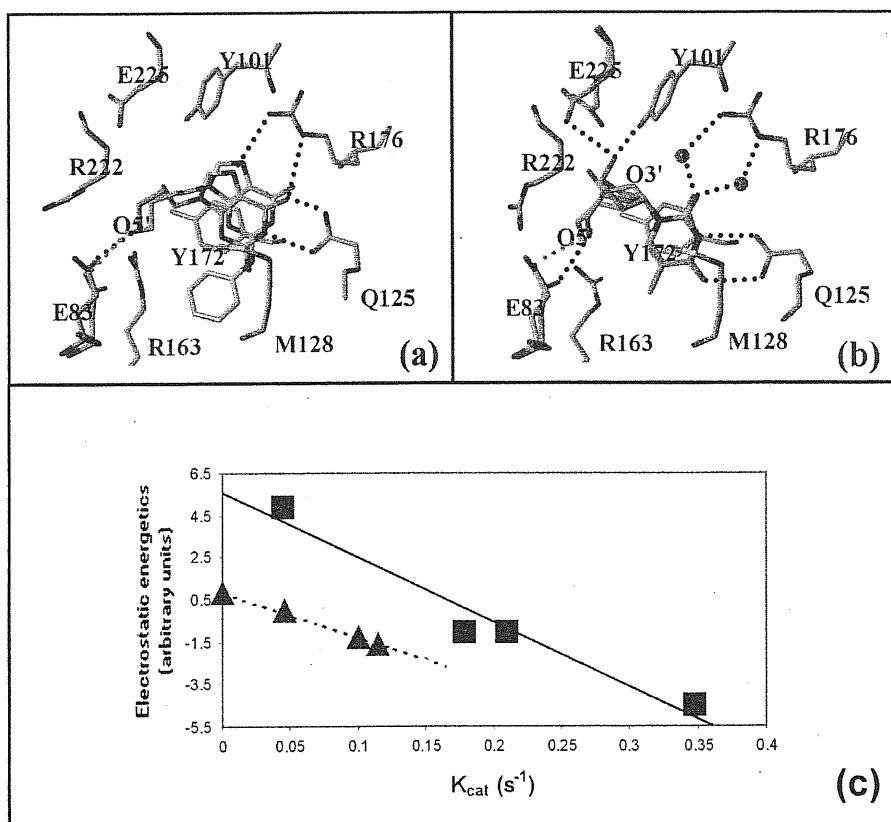 E225
Y101
R222
R176
O5'
Y172
E83
R163
M128
Q125
(a)
E225
Y101
R222
R176
O3'
O5'
Y172
E83
Q125
R163
M128
(b)
Electrostatic energetics
(arbitrary units)
6.5
4.5
2.5
0.5
-1.5
-3.5
-5.5
0
0.05
0.1
0.15
0.2
0.25
0.3
0.35
0.4
Kcat (s-1)
(c)